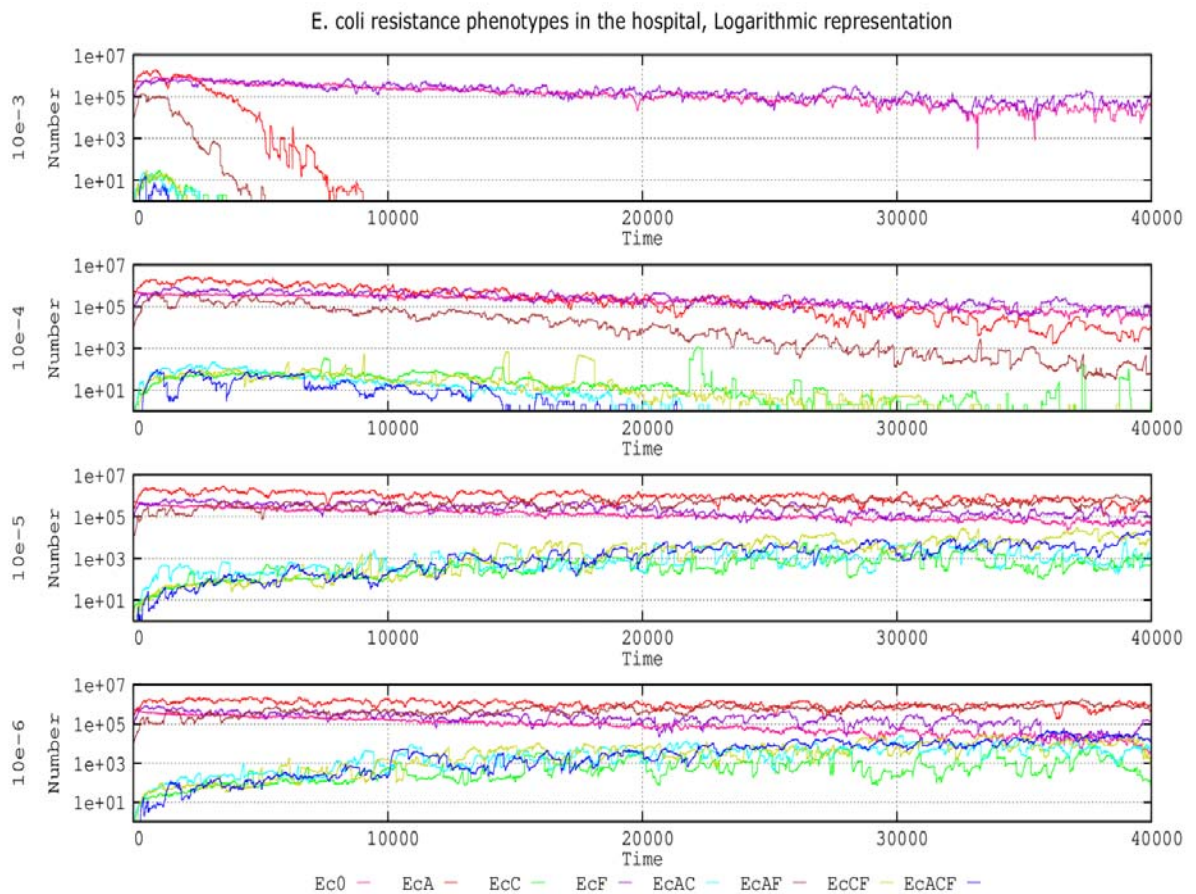 E. coli resistance phenotypes in the hospital, Logarithmic representation
10e-3
Number
1e+07
1e+05
1e+03
1e+01
0 10000 20000 30000 40000
Time
10e-4
Number
1e+07
1e+05
1e+03
1e+01
0 10000 20000 30000 40000
Time
10e-5
Number
1e+07
1e+05
1e+03
1e+01
0 10000 20000 30000 40000
Time
10e-6
Number
1e+07
1e+05
1e+03
1e+01
0 10000 20000 30000 40000
Time
Ec0 EcA EcC EcF EcAC EcAF EcCF EcACF